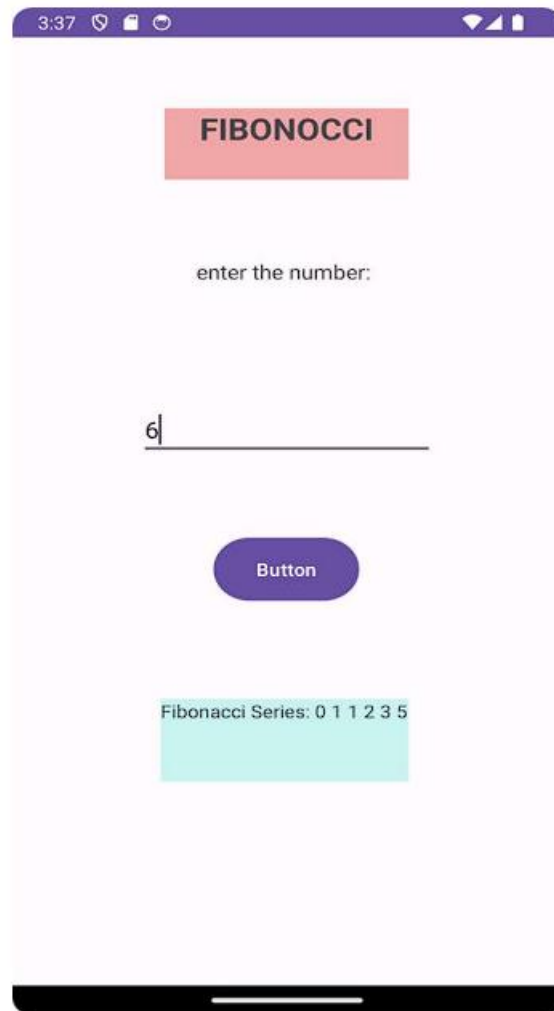 3:37
FIBONOCCI
enter the number:
6
Button
Fibonacci Series: 0 1 1 2 3 5